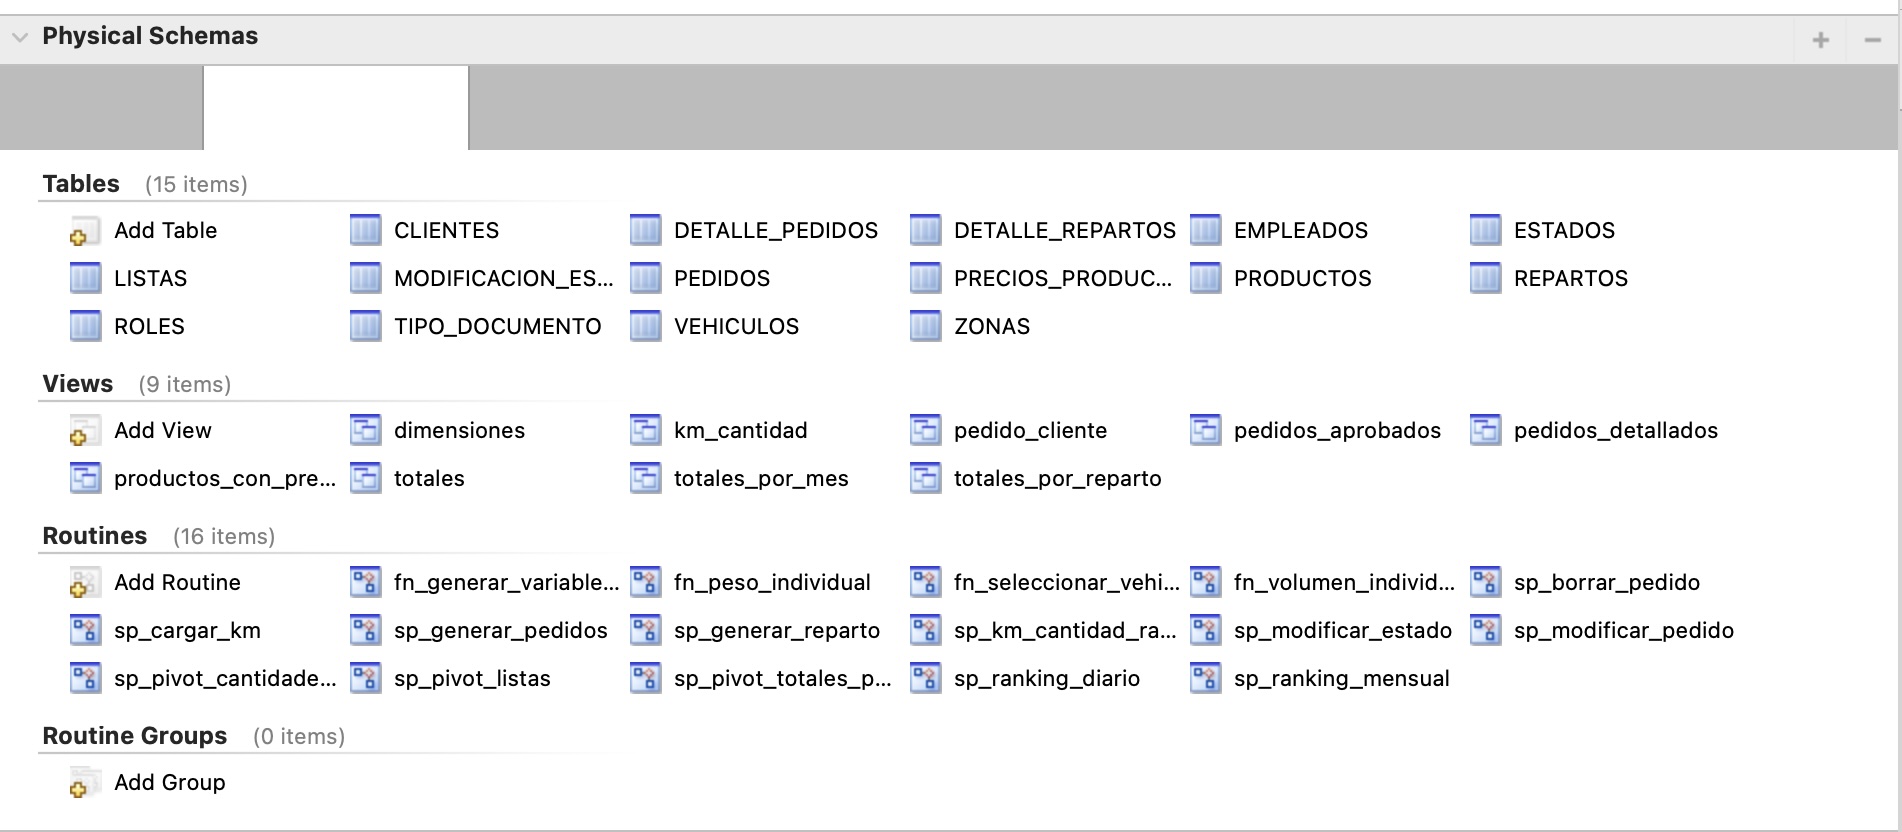 Physical Schemas
Tables (15 items)
Add Table CLIENTES DETALLE_PEDIDOS DETALLE_REPARTOS EMPLEADOS ESTADOS
LISTAS MODIFICACION_ES... PEDIDOS PRECIOS_PRODUC... PRODUCTOS REPARTOS
ROLES TIPO_DOCUMENTO VEHICULOS ZONAS
Views (9 items)
Add View dimensiones km_cantidad pedido_cliente pedidos_aprobados pedidos_detallados
productos_con_pre... totales totales_por_mes totales_por_reparto
Routines (16 items)
Add Routine fn_generar_variable... fn_peso_individual fn_seleccionar_vehi... fn_volumen_individ... sp_borrar_pedido
sp_cargar_km sp_generar_pedidos sp_generar_reparto sp_km_cantidad_ra... sp_modificar_estado sp_modificar_pedido
sp_pivot_cantidade... sp_pivot_listas sp_pivot_totales_p... sp_ranking_diario sp_ranking_mensual
Routine Groups (0 items)
Add Group